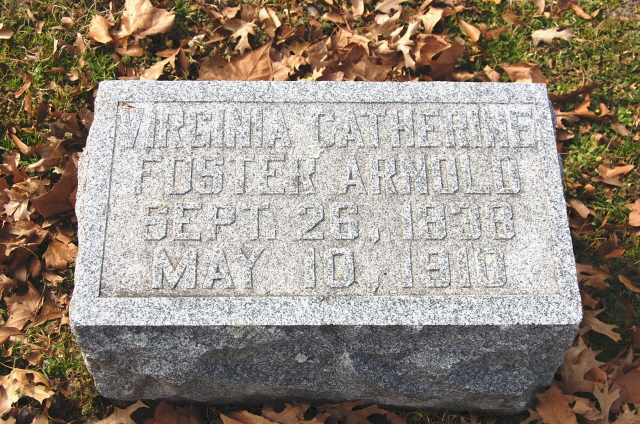 VIRGINIA CATHERINE
FOSTER ARNOLD
SEPT. 26, 1838
MAY 10, 1910